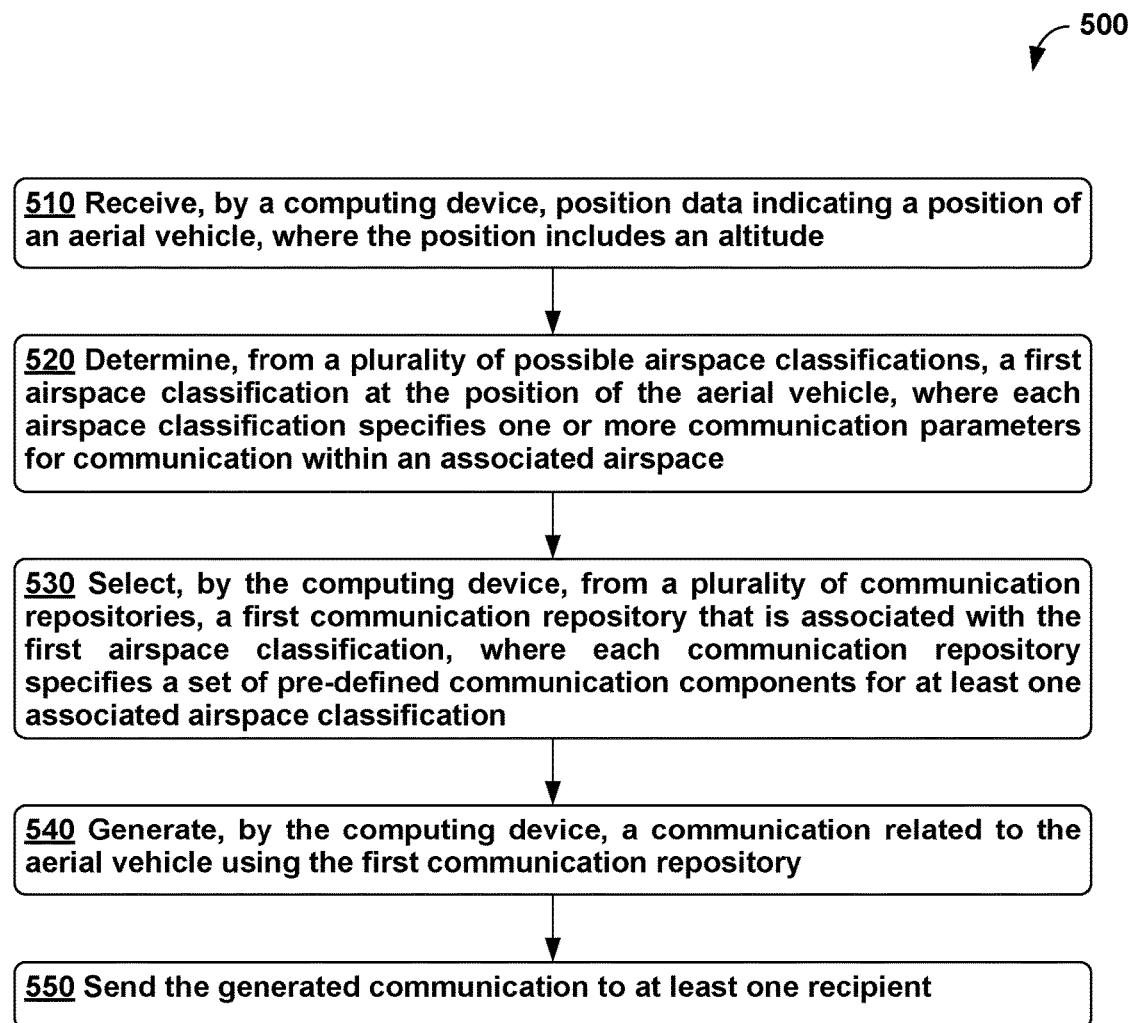 500
510 Receive, by a computing device, position data indicating a position of
an aerial vehicle, where the position includes an altitude
520 Determine, from a plurality of possible airspace classifications, a first
airspace classification at the position of the aerial vehicle, where each
airspace classification specifies one or more communication parameters
for communication within an associated airspace
530 Select, by the computing device, from a plurality of communication
repositories, a first communication repository that is associated with the
first airspace classification, where each communication repository
specifies a set of pre-defined communication components for at least one
associated airspace classification
540 Generate, by the computing device, a communication related to the
aerial vehicle using the first communication repository
550 Send the generated communication to at least one recipient